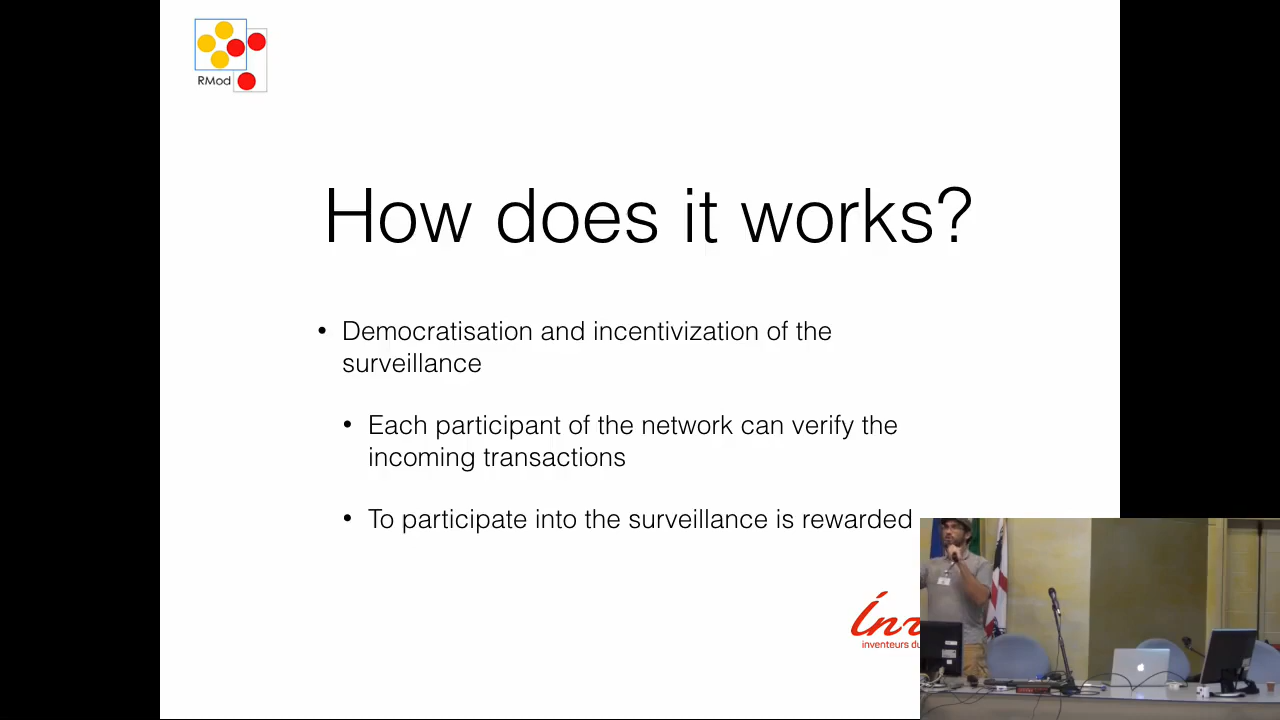 RMod
How does it works?
• Democratisation and incentivization of the
surveillance
• Each participant of the network can verify the
incoming transactions
• To participate into the surveillance is rewarded
inventeurs du